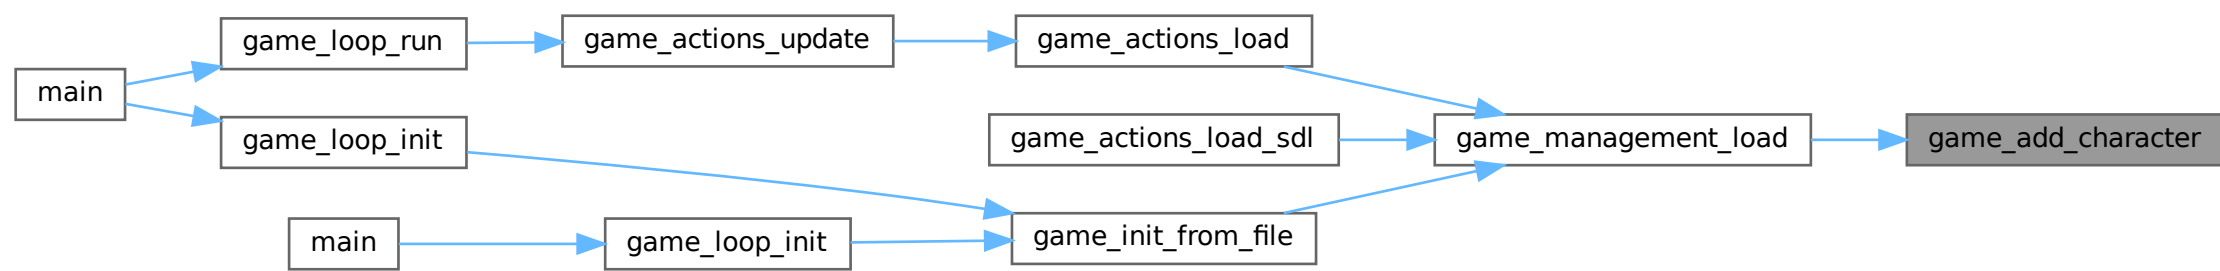 main
game_loop_run
game_actions_update
game_actions_load
game_loop_init
game_actions_load_sdl
game_management_load
game_add_character
main
game_loop_init
game_init_from_file